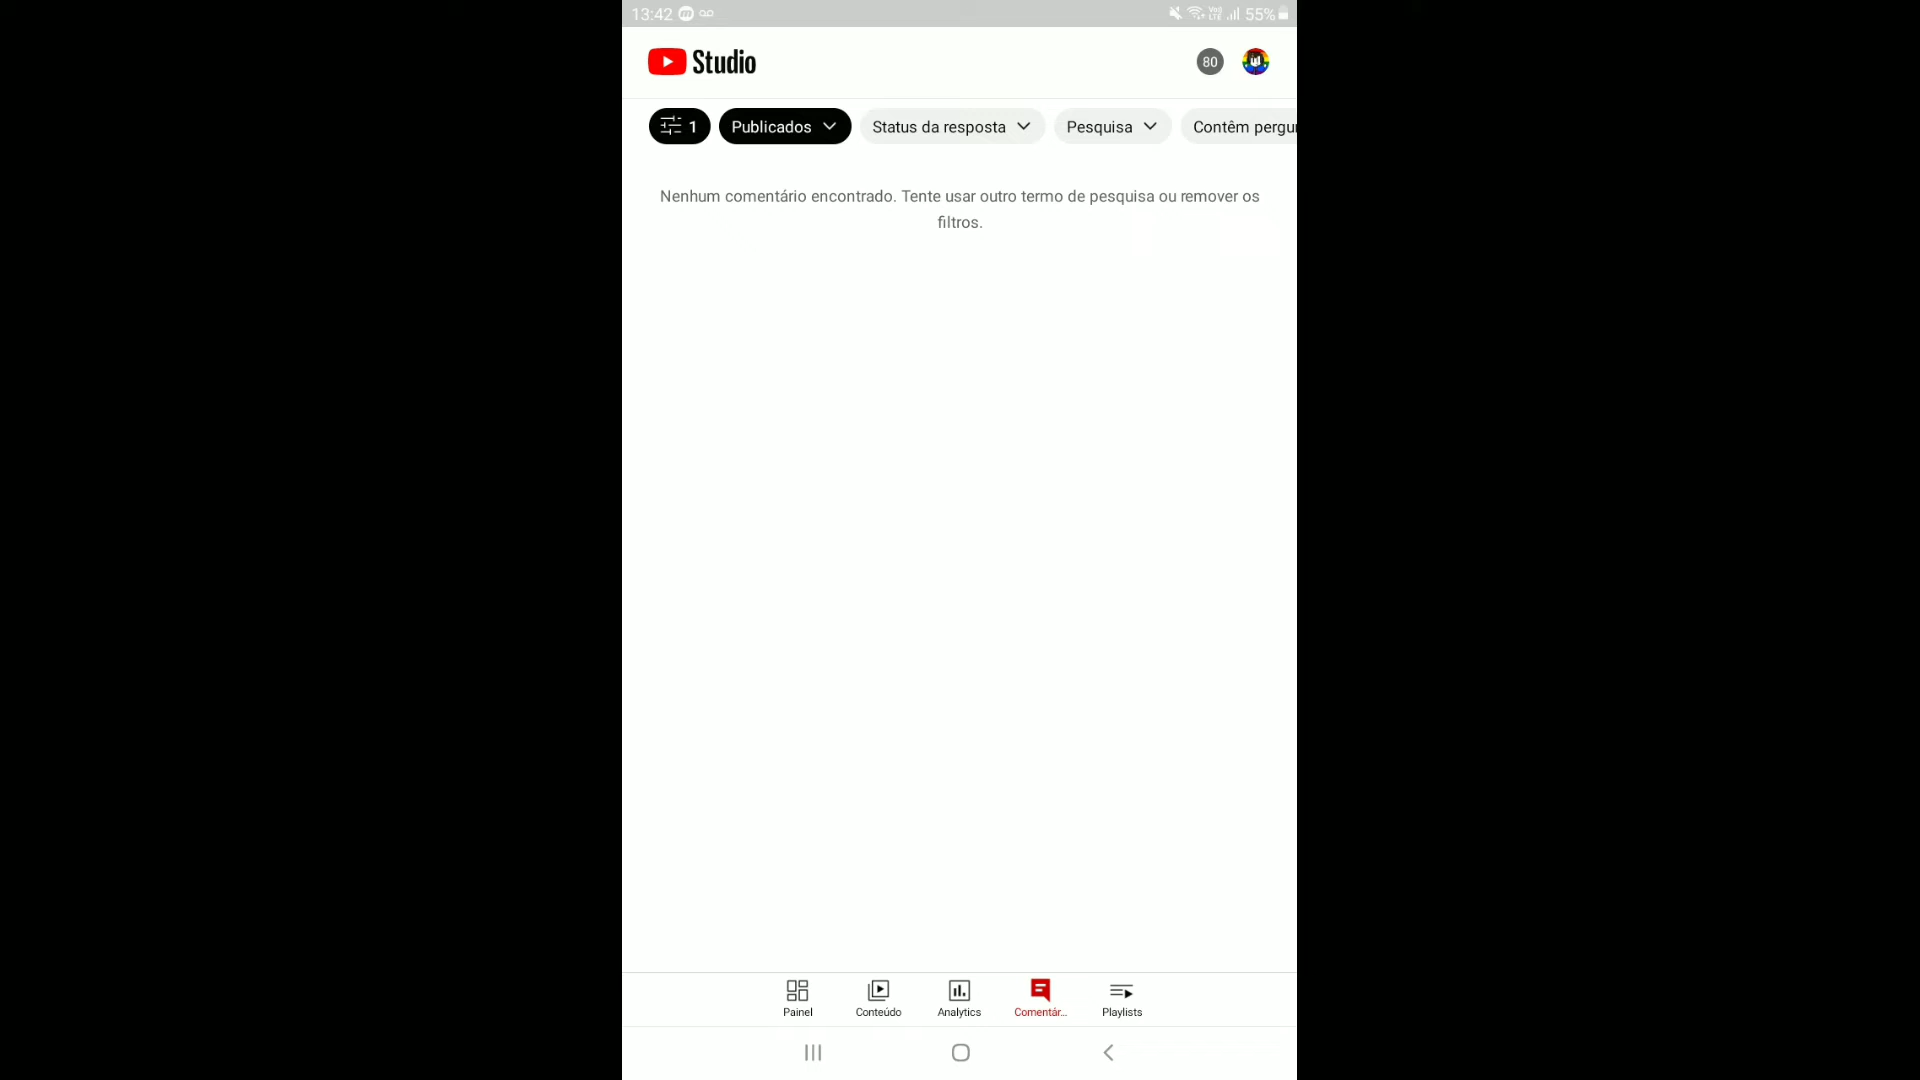 13:42 55%
Studio 80
1 Publicados Status da resposta Pesquisa Contêm pergu
Nenhum comentário encontrado. Tente usar outro termo de pesquisa ou remover os
filtros.
Painel Conteúdo Analytics Comentár... Playlists